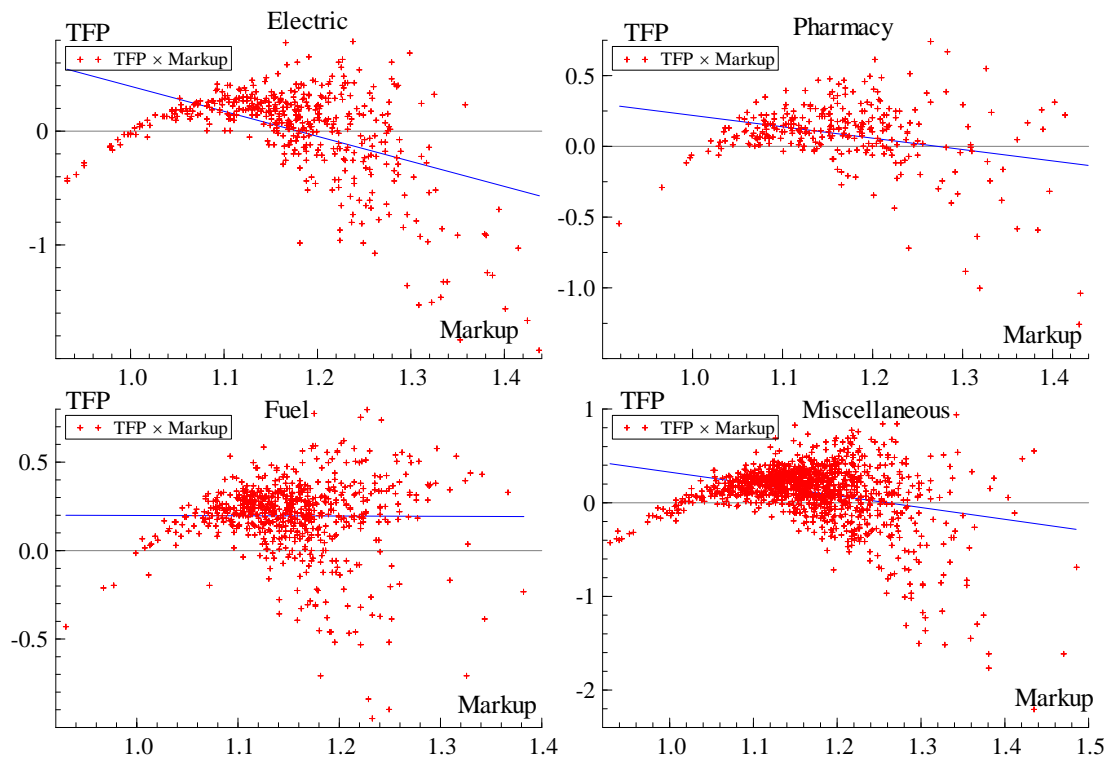 TFP
Electric
TFP × Markup
0
-1
Markup
1.0 1.1 1.2 1.3 1.4
TFP
Pharmacy
TFP × Markup
0.5
0.0
-0.5
-1.0
Markup
1.0 1.1 1.2 1.3 1.4
TFP
Fuel
TFP × Markup
0.5
0.0
-0.5
Markup
1.0 1.1 1.2 1.3 1.4
TFP
Miscellaneous
TFP × Markup
1
0
-1
-2
Markup
1.0 1.1 1.2 1.3 1.4 1.5